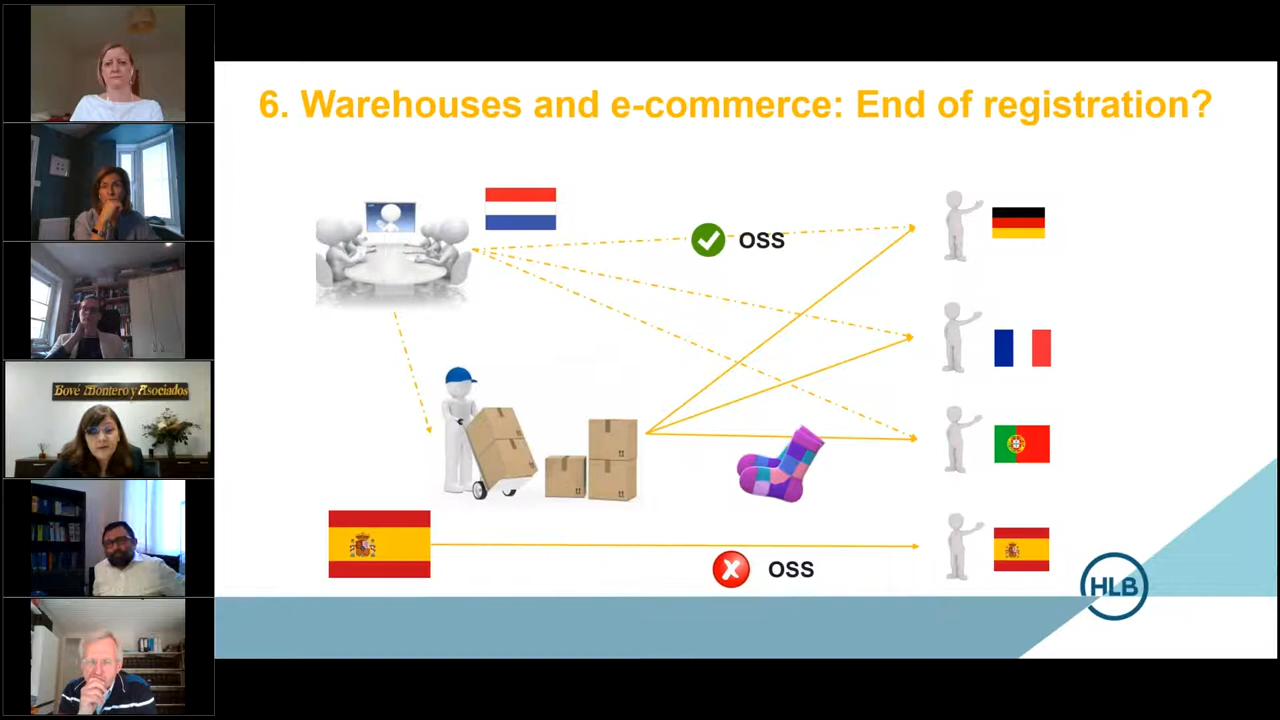 6. Warehouses and e-commerce: End of registration?
OSS
Bové Montero y Asociados
OSS
HLB